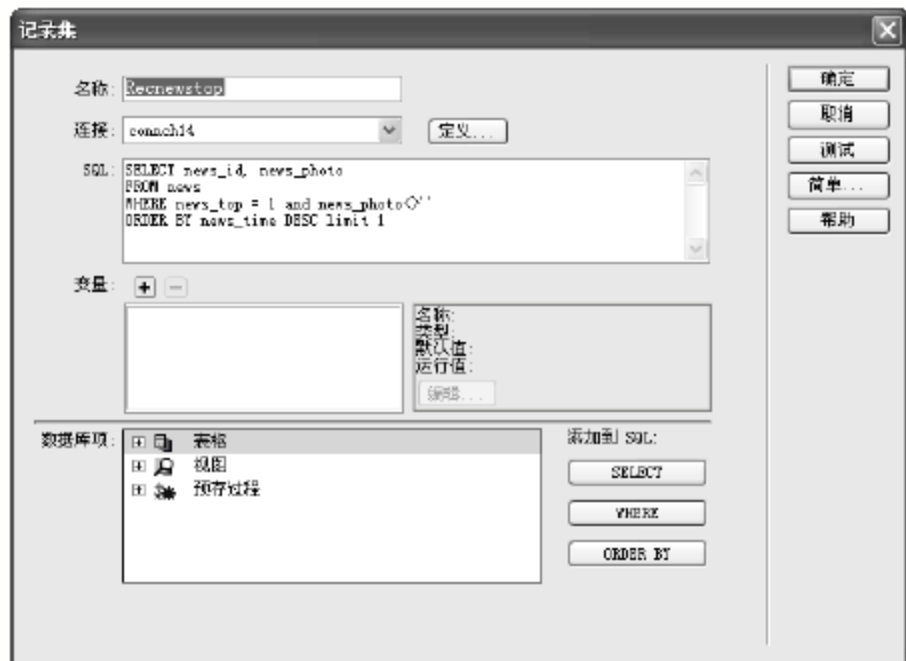 记录集
名称: Recnewstop
连接: connch14 定义...
SQL: SELECT news_id, news_photo
FROM news
WHERE news_top = 1 and news_photo<>''
ORDER BY news_time DESC limit 1
变量: + −
名称:
类型:
默认值:
运行值:
编辑...
数据库项: 表格
视图
预存过程
添加到 SQL:
SELECT
WHERE
ORDER BY
确定
取消
测试
简单...
帮助